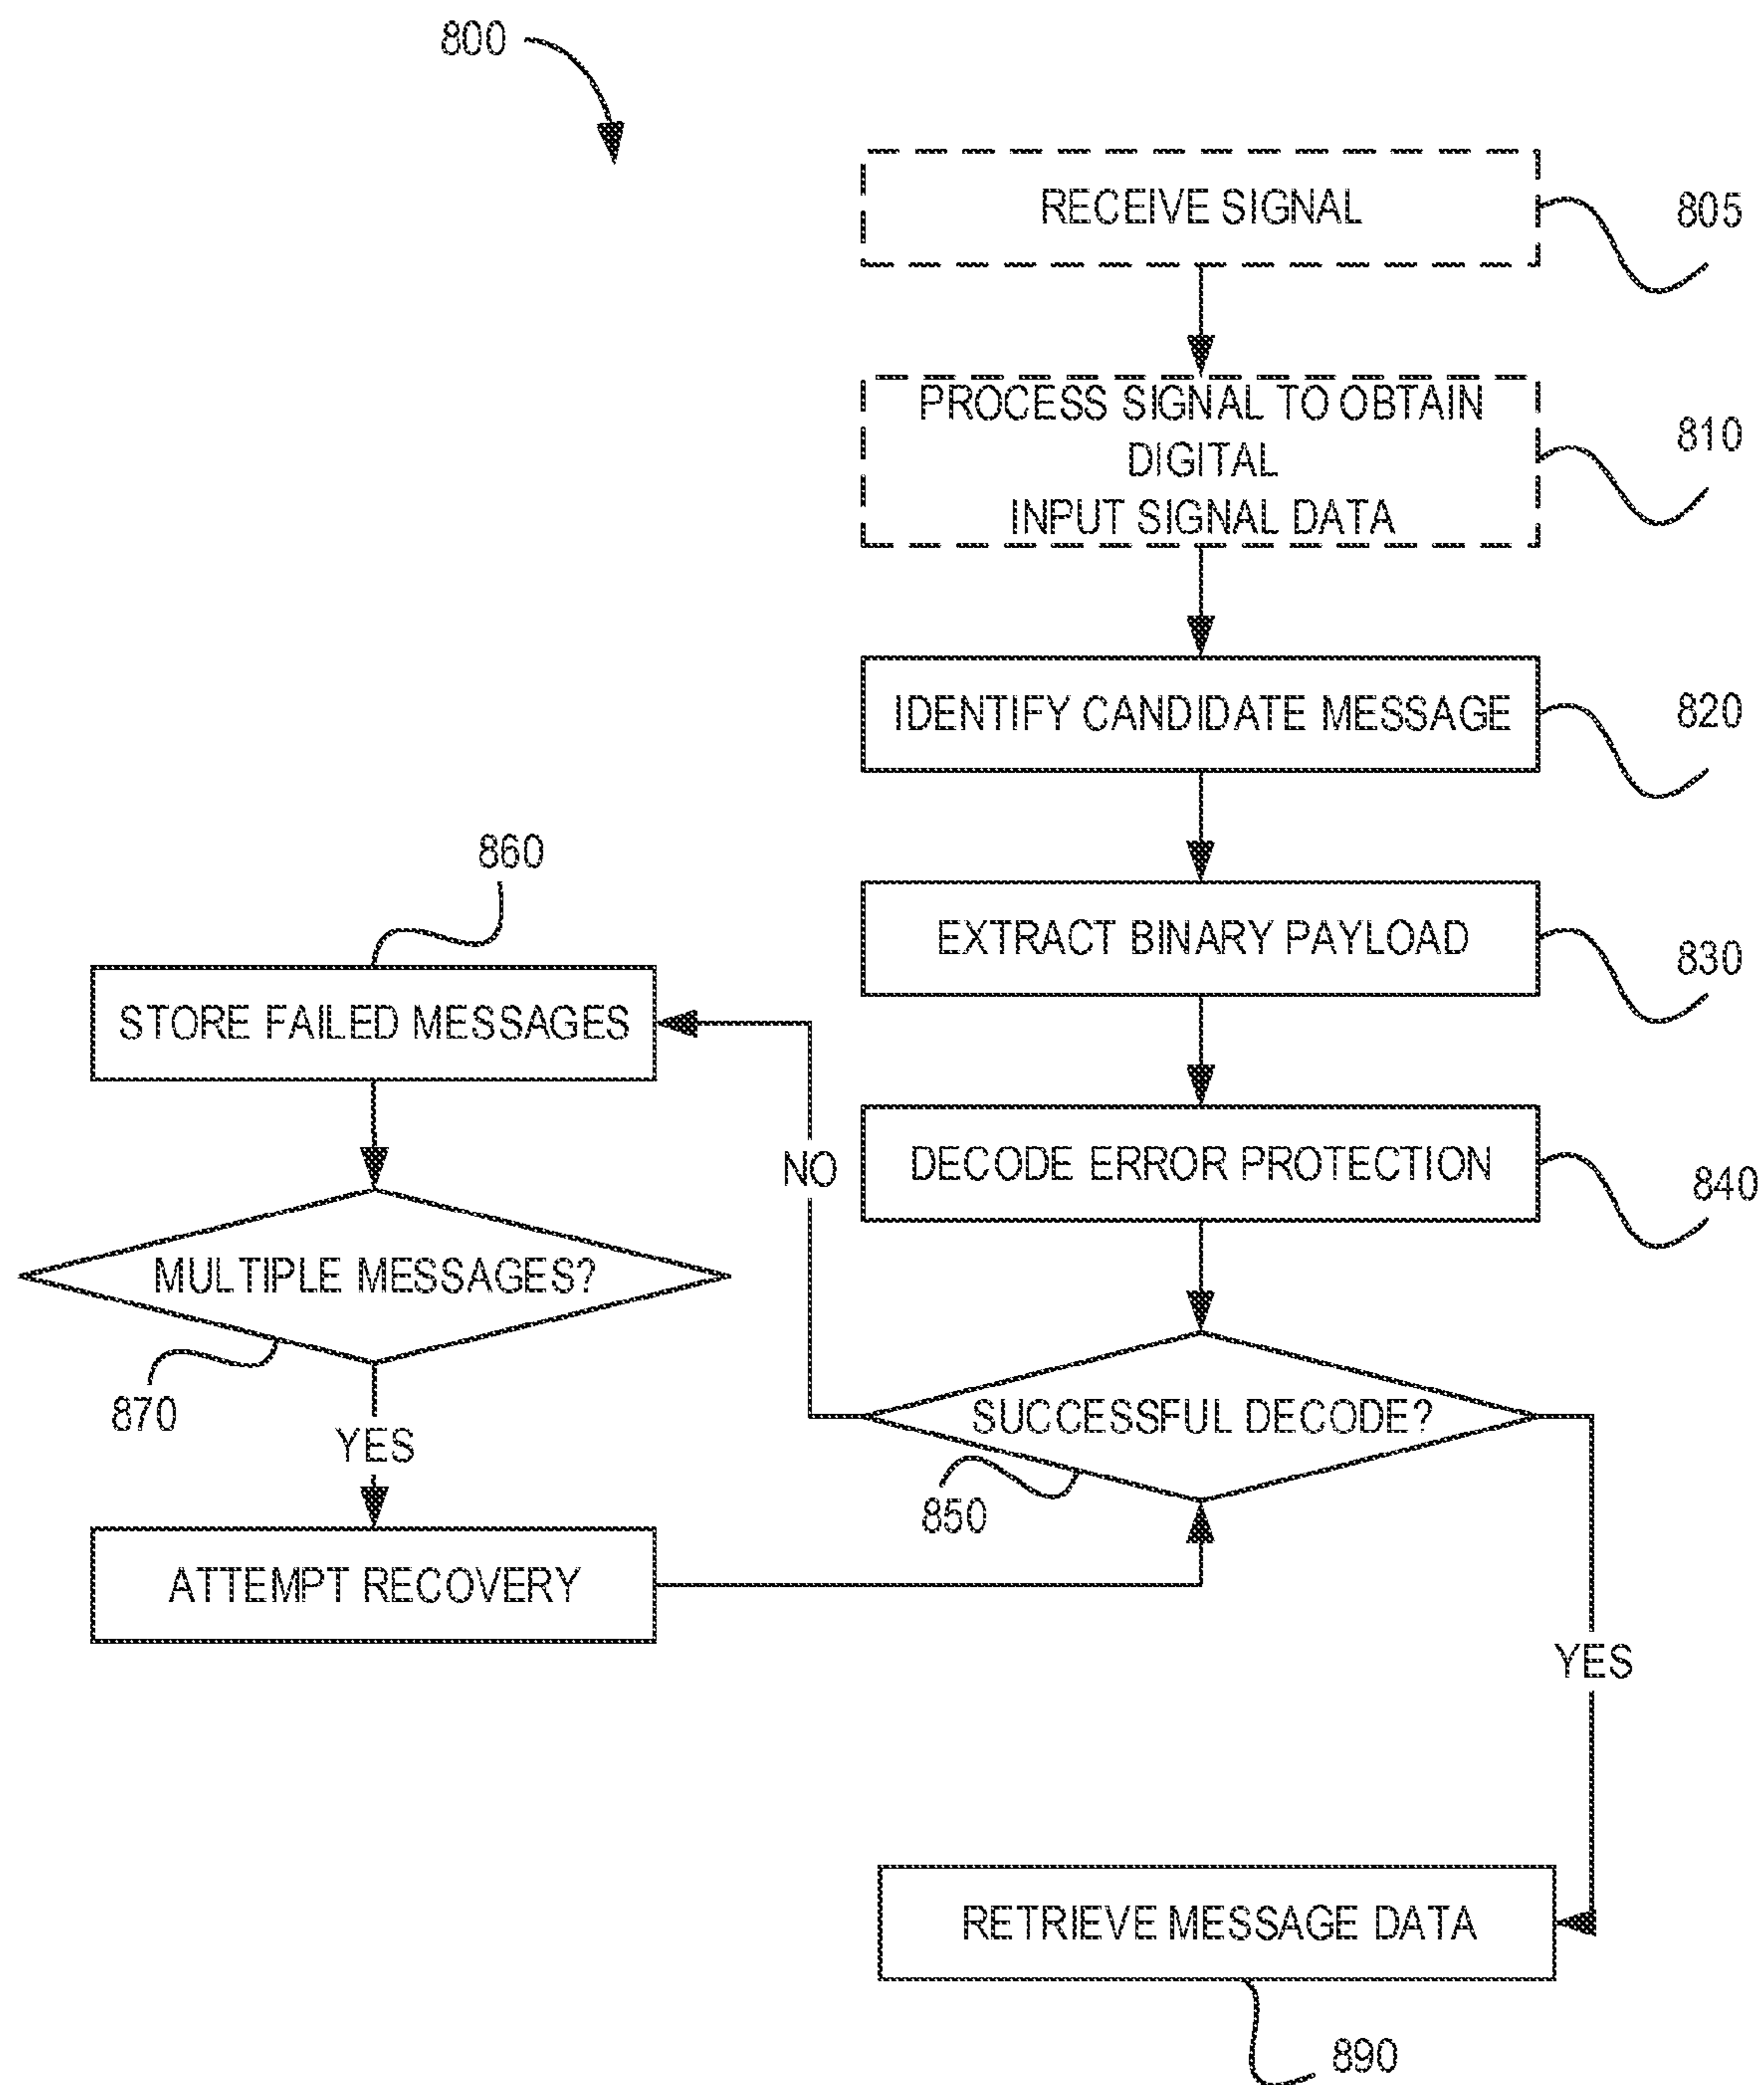 800
RECEIVE SIGNAL
805
PROCESS SIGNAL TO OBTAIN
DIGITAL
INPUT SIGNAL DATA
810
IDENTIFY CANDIDATE MESSAGE
820
860
EXTRACT BINARY PAYLOAD
830
STORE FAILED MESSAGES
NO
DECODE ERROR PROTECTION
840
MULTIPLE MESSAGES?
870
YES
SUCCESSFUL DECODE?
850
ATTEMPT RECOVERY
YES
RETRIEVE MESSAGE DATA
890